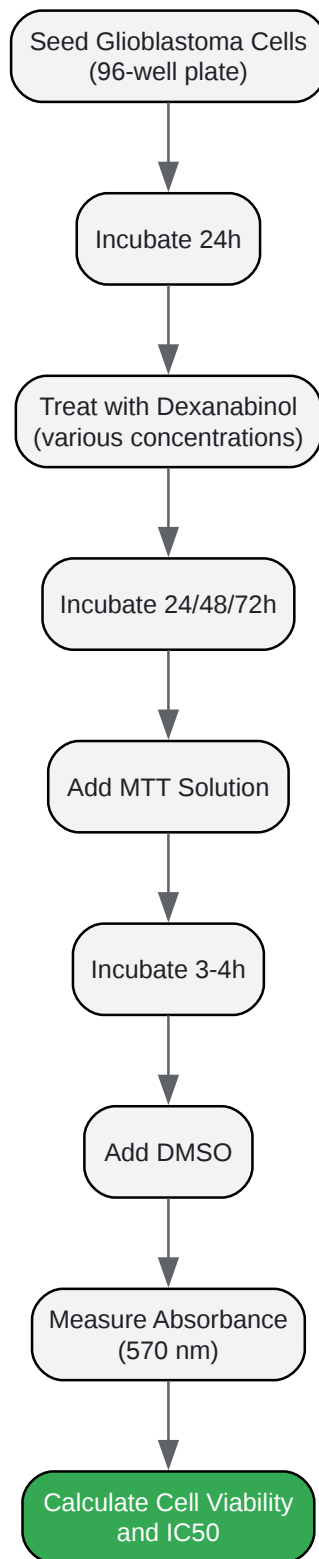 Seed Glioblastoma Cells
(96-well plate)
Incubate 24h
Treat with Dexanabinol
(various concentrations)
Incubate 24/48/72h
Add MTT Solution
Incubate 3-4h
Add DMSO
Measure Absorbance
(570 nm)
Calculate Cell Viability
and IC50